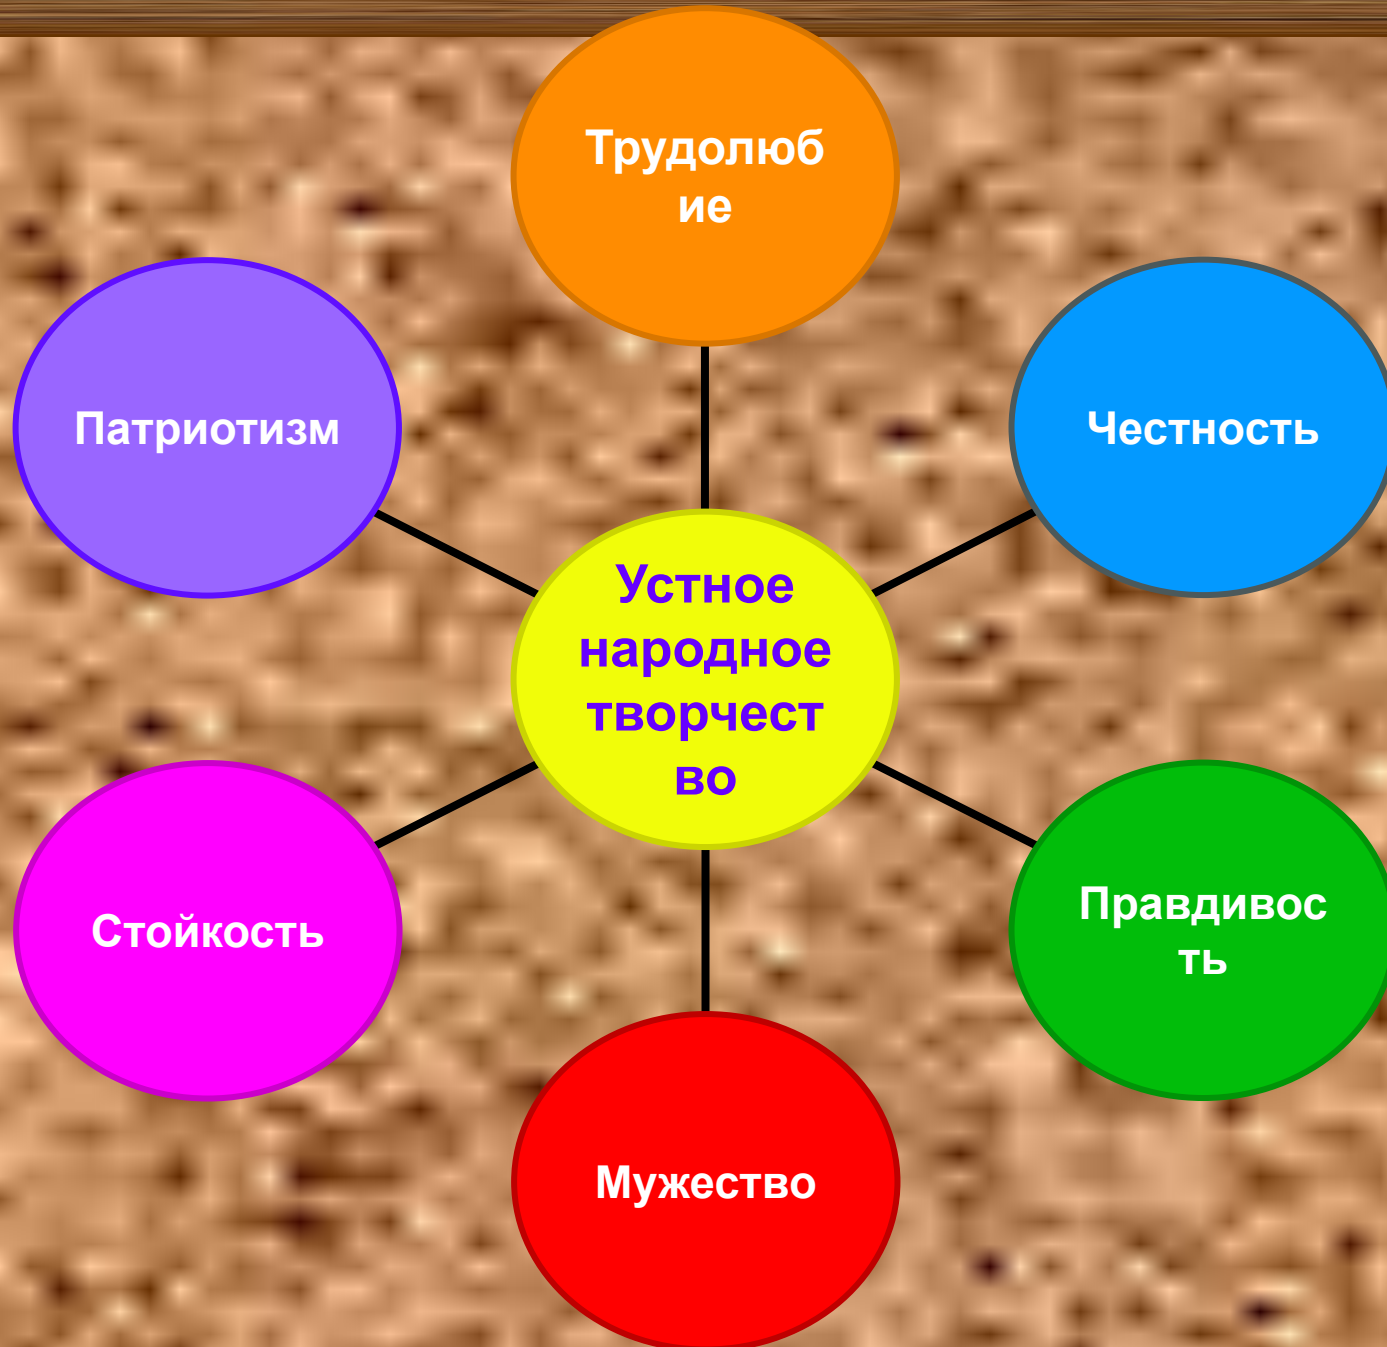 Трудолюб
ие
Патриотизм
Честность
Устное
народное
творчест
во
Стойкость
Правдивос
ть
Мужество